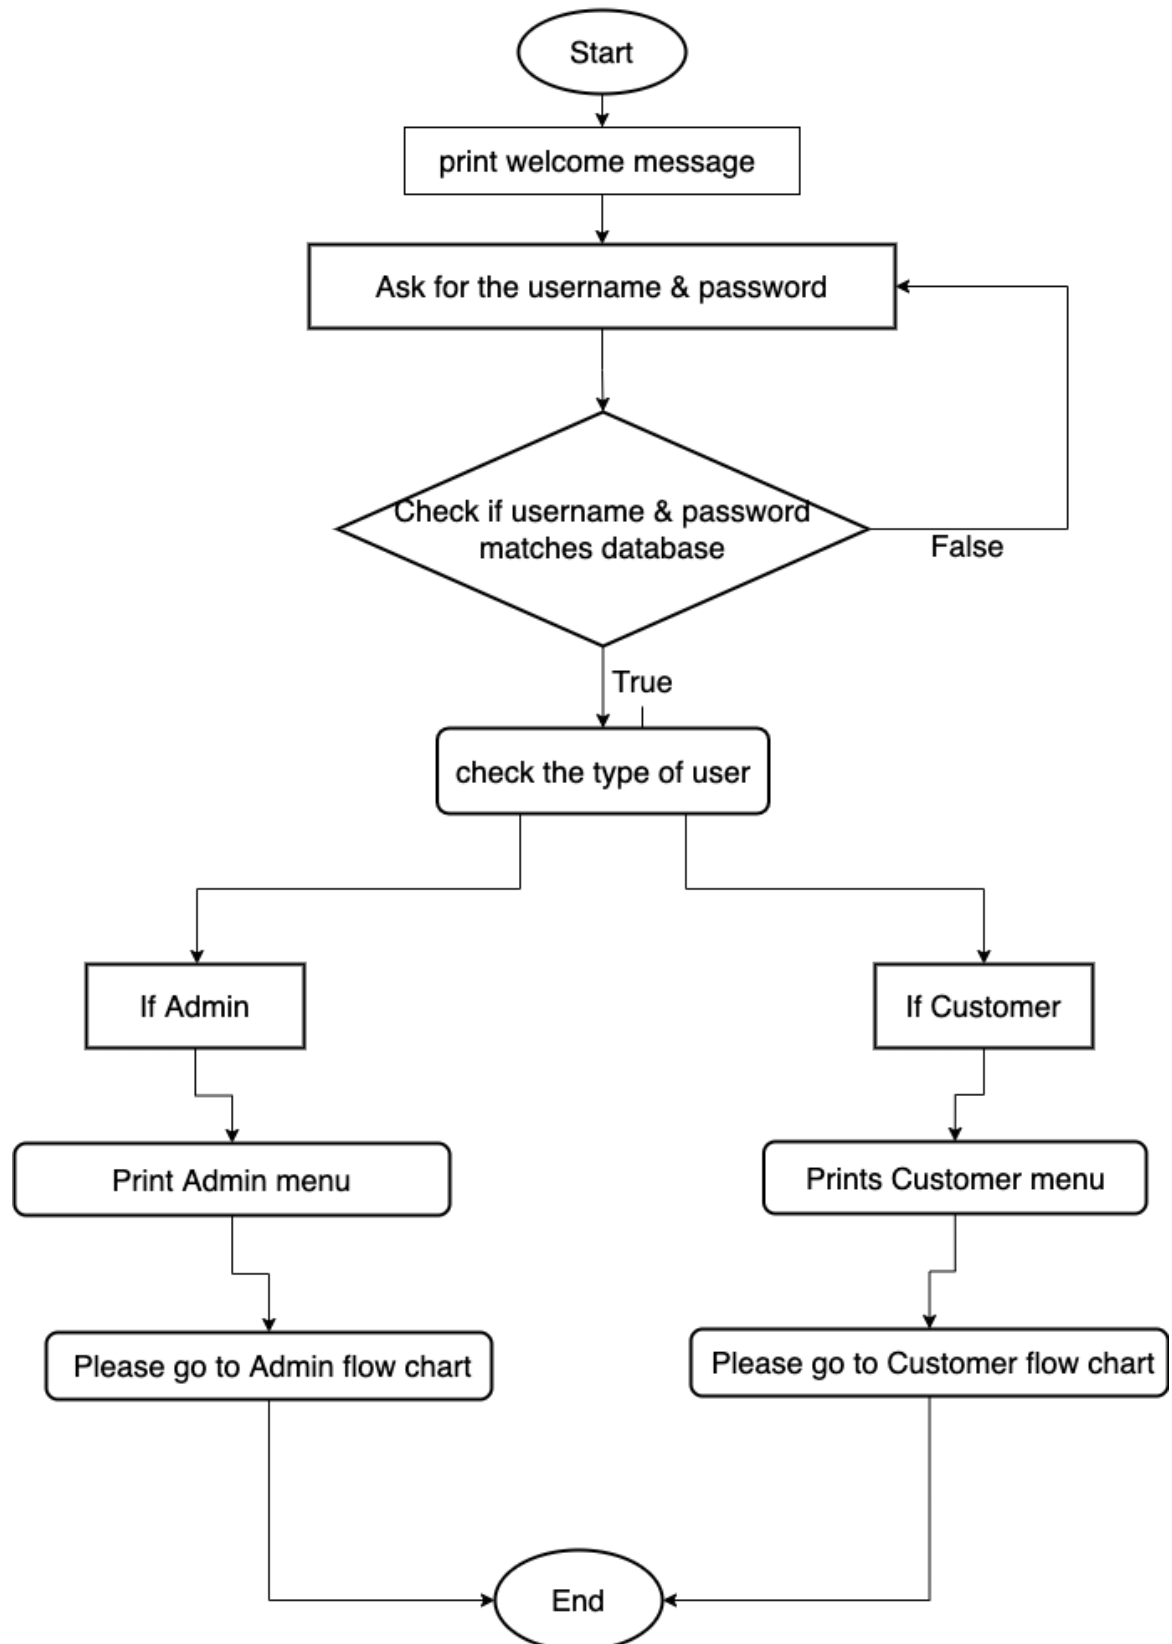 Start
print welcome message
Ask for the username & password
Check if username & password
matches database
False
True
check the type of user
If Admin
If Customer
Print Admin menu
Prints Customer menu
Please go to Admin flow chart
Please go to Customer flow chart
End